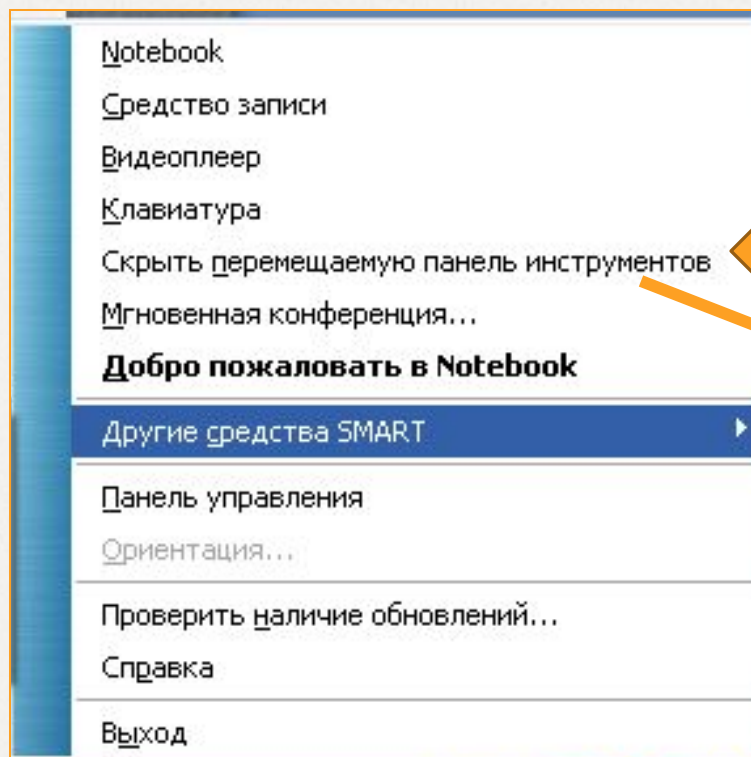 Notebook
Средство записи
Видеоплеер
Клавиатура
Скрыть перемещаемую панель инструментов
Мгновенная конференция...
Добро пожаловать в Notebook
Другие средства SMART
Панель управления
Ориентация...
Проверить наличие обновлений...
Справка
Выход